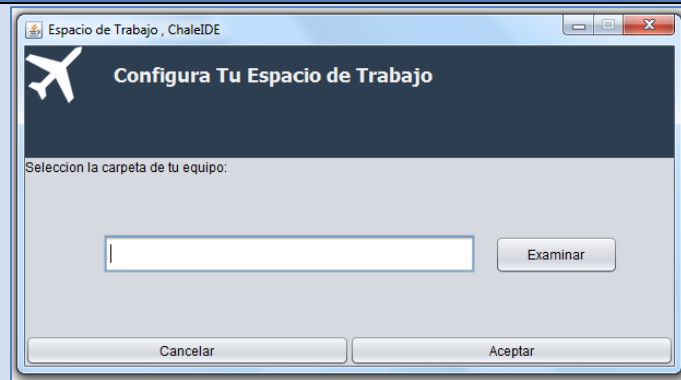 Espacio de Trabajo , ChaleIDE
Configura Tu Espacio de Trabajo
Seleccion la carpeta de tu equipo:
Examinar
Cancelar Aceptar